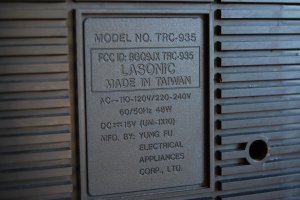 MODEL NO. TRC-935
FCC ID: BGQ9JX TRC-935
LASONIC
MADE IN TAIWAN
AC~110-120V/220-240V
60/50Hz 48W
DC⎓15V (UM-1X10)
MFD. BY: YUNG FU
ELECTRICAL
APPLIANCES
CORP., LTD.